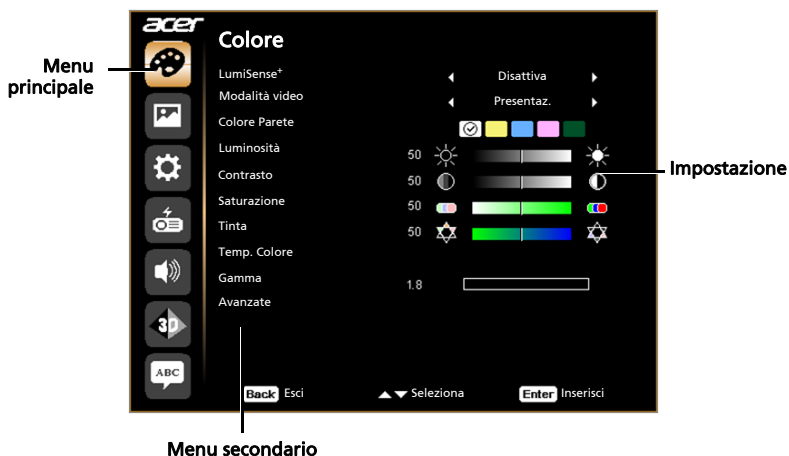 acer
Colore
Menu principale
LumiSense+
Disattiva
Modalità video
Presentaz.
Colore Parete
Luminosità
50
Contrasto
50
Impostazione
Saturazione
50
Tinta
50
Temp. Colore
Gamma
1.8
Avanzate
3D
ABC
Back Esci
Seleziona
Enter Inserisci
Menu secondario